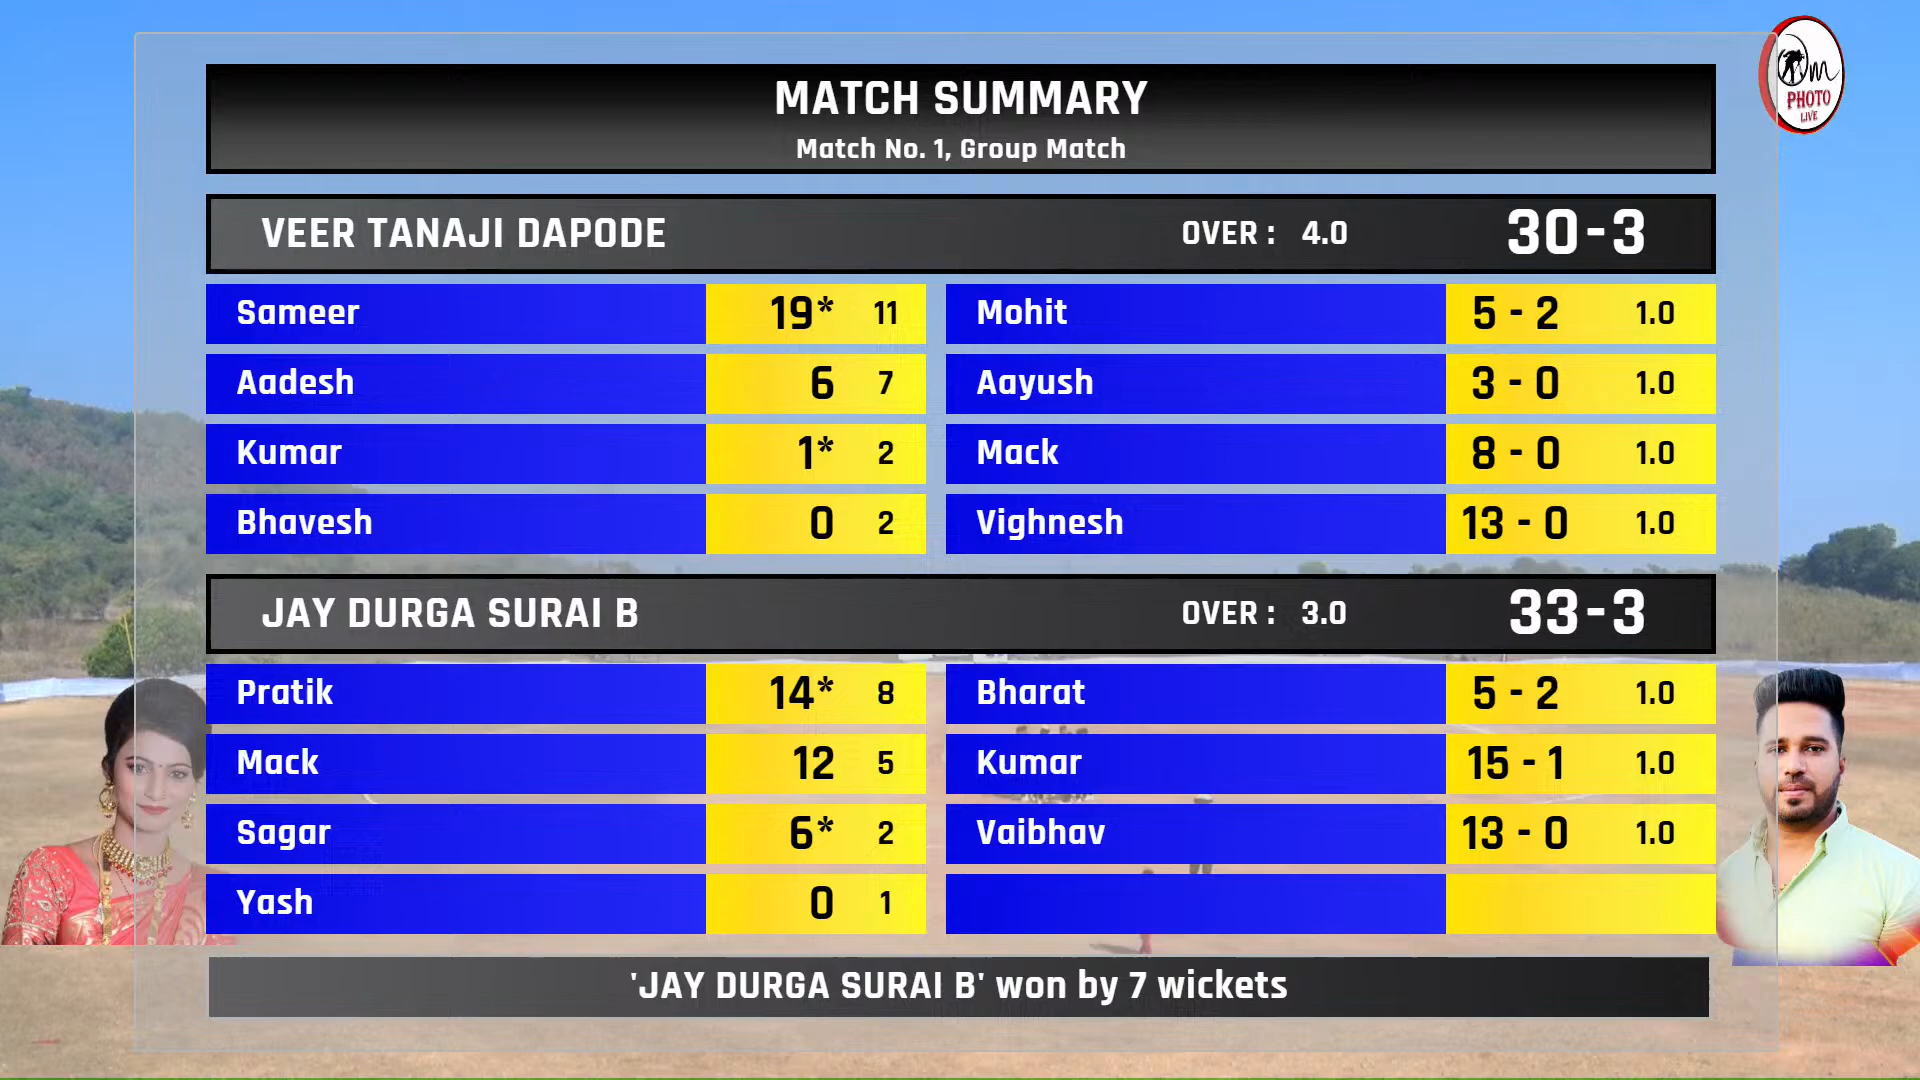 MATCH SUMMARY
Match No. 1, Group Match
Om
PHOTO
LIVE
VEER TANAJI DAPODE OVER : 4.0 30-3
Sameer 19* 11 Mohit 5 - 2 1.0
Aadesh 6 7 Aayush 3 - 0 1.0
Kumar 1* 2 Mack 8 - 0 1.0
Bhavesh 0 2 Vighnesh 13 - 0 1.0
JAY DURGA SURAI B OVER : 3.0 33-3
Pratik 14* 8 Bharat 5 - 2 1.0
Mack 12 5 Kumar 15 - 1 1.0
Sagar 6* 2 Vaibhav 13 - 0 1.0
Yash 0 1
'JAY DURGA SURAI B' won by 7 wickets